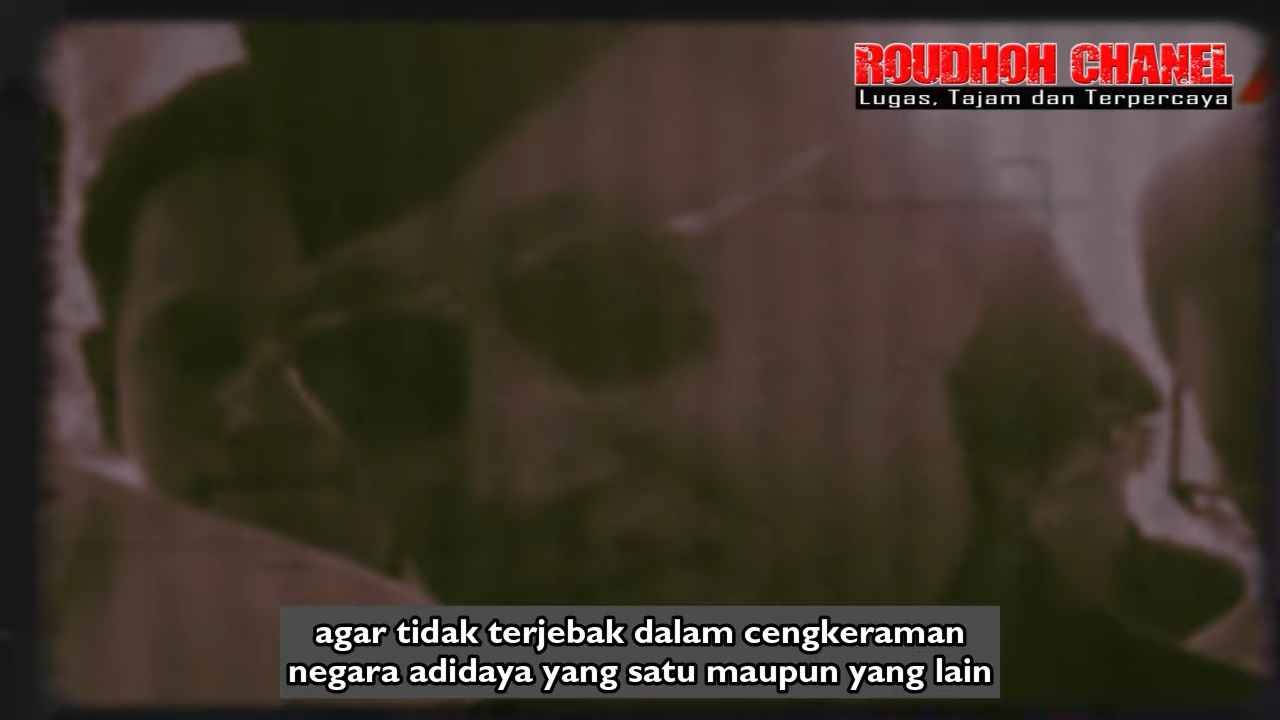 ROUDHOH CHANEL
Lugas, Tajam dan Terpercaya
agar tidak terjebak dalam cengkeraman
negara adidaya yang satu maupun yang lain